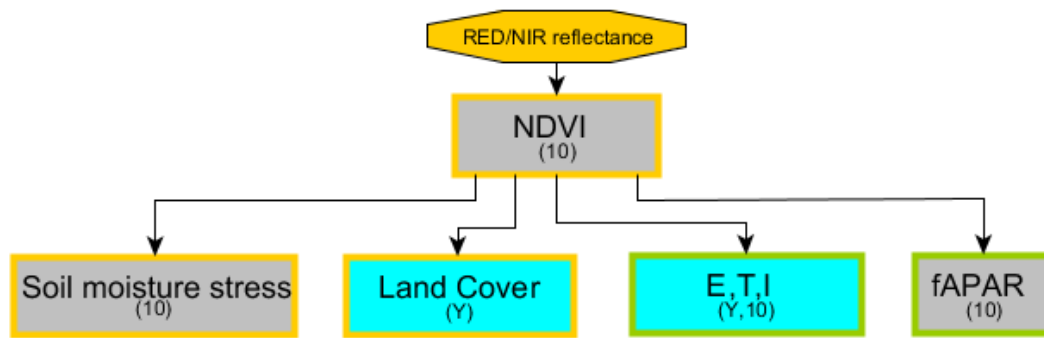 RED/NIR reflectance
NDVI
(10)
Soil moisture stress
(10)
Land Cover
(Y)
E,T,I
(Y,10)
fAPAR
(10)